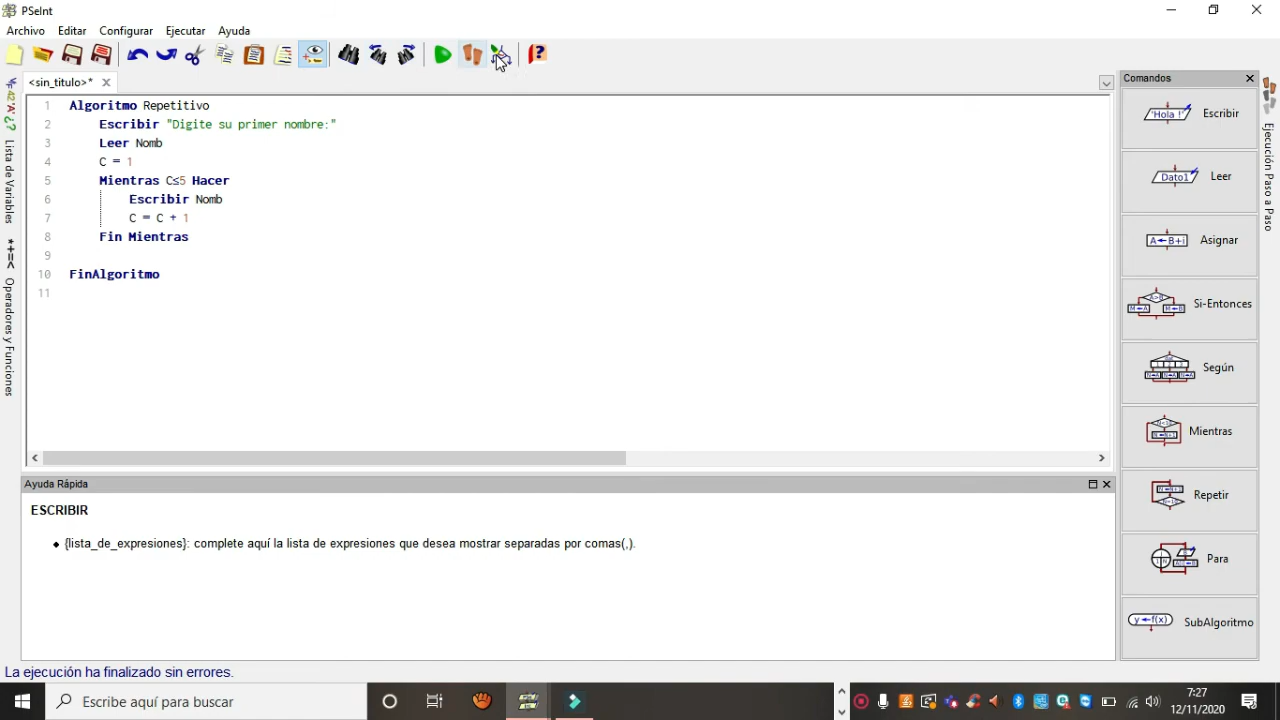 PSeInt
Archivo Editar Configurar Ejecutar Ayuda
<sin_titulo>*
1 Algoritmo Repetitivo
2 Escribir "Digite su primer nombre:"
3 Leer Nomb
4 C = 1
5 Mientras C≤5 Hacer
6 Escribir Nomb
7 C = C + 1
8 Fin Mientras
9
10 FinAlgoritmo
11
Lista de Variables
*+=< Operadores y Funciones
Ayuda Rápida
ESCRIBIR
{lista_de_expresiones}: complete aquí la lista de expresiones que desea mostrar separadas por comas(,).
Comandos
'Hola !' Escribir
Dato1 Leer
A←B+i Asignar
Si-Entonces
Según
Mientras
Repetir
Para
y←f(x) SubAlgoritmo
Ejecución Paso a Paso
La ejecución ha finalizado sin errores.
Escribe aquí para buscar
7:27
12/11/2020